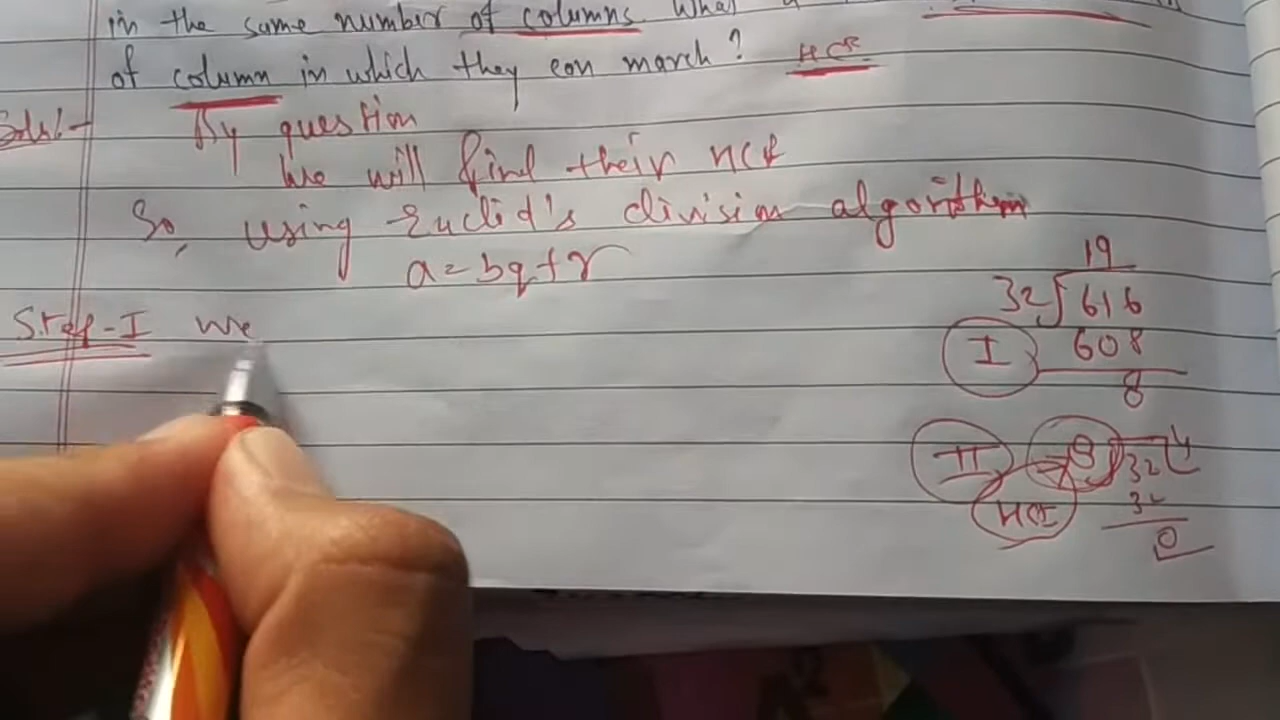 in the same number of columns. What
of column in which they can march? HCF
Soln:- By question
We will find their HCF
So, using Euclid's division algorithm
a = bq + r
Step-I We
19
32 616
I 608
8
II 8 32 4
HCF 32
0